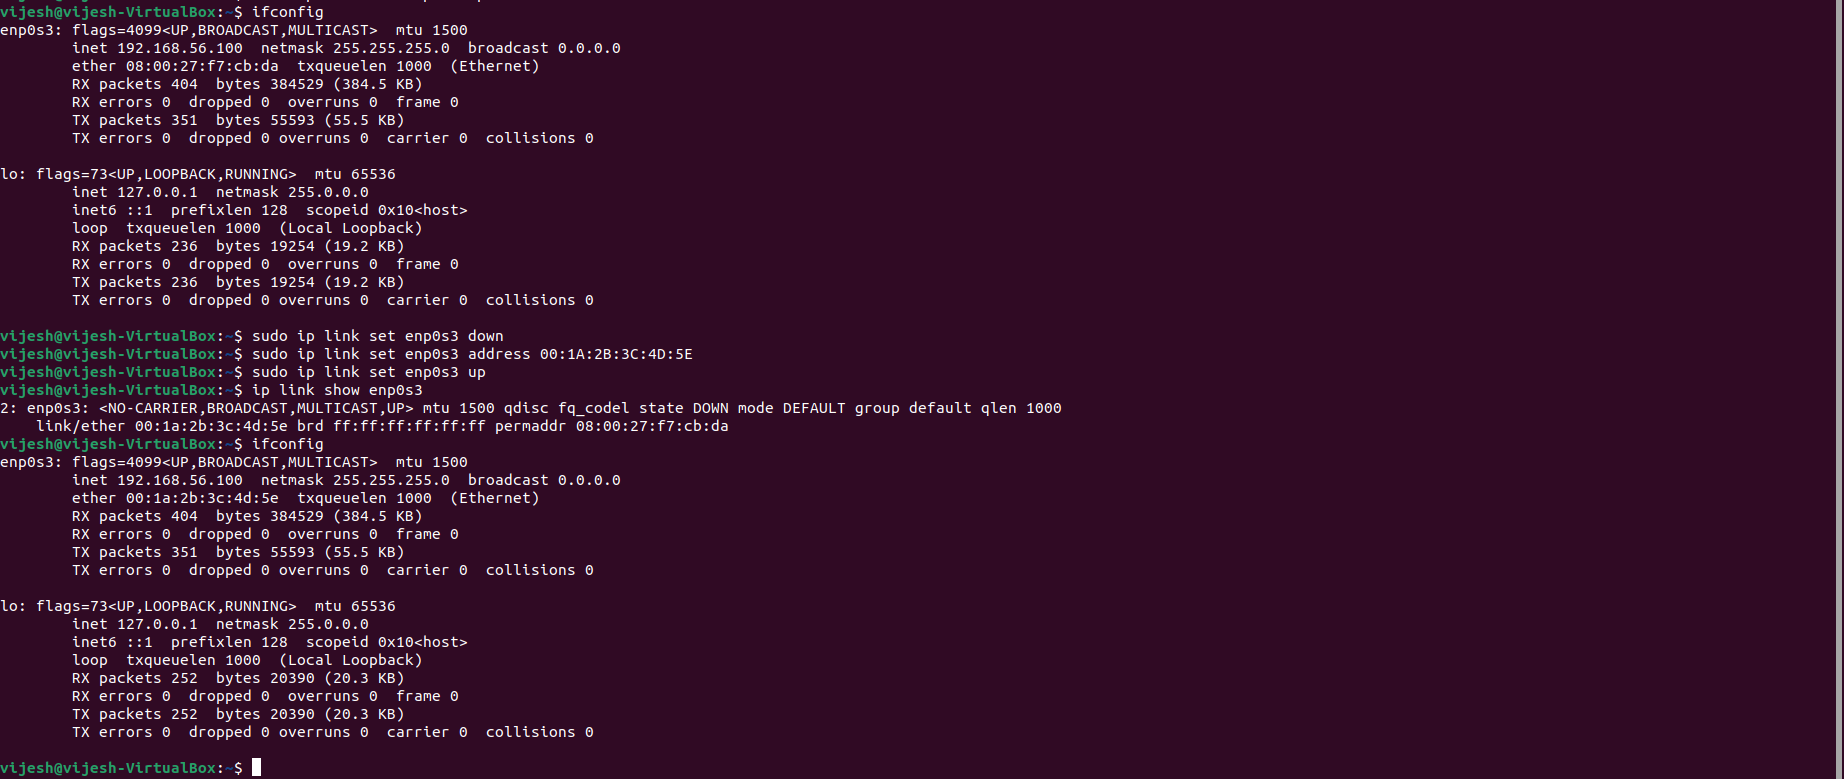 vijesh@vijesh-VirtualBox:~$ ifconfig
enp0s3: flags=4099<UP,BROADCAST,MULTICAST>  mtu 1500
        inet 192.168.56.100  netmask 255.255.255.0  broadcast 0.0.0.0
        ether 08:00:27:f7:cb:da  txqueuelen 1000  (Ethernet)
        RX packets 404  bytes 384529 (384.5 KB)
        RX errors 0  dropped 0  overruns 0  frame 0
        TX packets 351  bytes 55593 (55.5 KB)
        TX errors 0  dropped 0 overruns 0  carrier 0  collisions 0

lo: flags=73<UP,LOOPBACK,RUNNING>  mtu 65536
        inet 127.0.0.1  netmask 255.0.0.0
        inet6 ::1  prefixlen 128  scopeid 0x10<host>
        loop  txqueuelen 1000  (Local Loopback)
        RX packets 236  bytes 19254 (19.2 KB)
        RX errors 0  dropped 0  overruns 0  frame 0
        TX packets 236  bytes 19254 (19.2 KB)
        TX errors 0  dropped 0 overruns 0  carrier 0  collisions 0

vijesh@vijesh-VirtualBox:~$ sudo ip link set enp0s3 down
vijesh@vijesh-VirtualBox:~$ sudo ip link set enp0s3 address 00:1A:2B:3C:4D:5E
vijesh@vijesh-VirtualBox:~$ sudo ip link set enp0s3 up
vijesh@vijesh-VirtualBox:~$ ip link show enp0s3
2: enp0s3: <NO-CARRIER,BROADCAST,MULTICAST,UP> mtu 1500 qdisc fq_codel state DOWN mode DEFAULT group default qlen 1000
    link/ether 00:1a:2b:3c:4d:5e brd ff:ff:ff:ff:ff:ff permaddr 08:00:27:f7:cb:da
vijesh@vijesh-VirtualBox:~$ ifconfig
enp0s3: flags=4099<UP,BROADCAST,MULTICAST>  mtu 1500
        inet 192.168.56.100  netmask 255.255.255.0  broadcast 0.0.0.0
        ether 00:1a:2b:3c:4d:5e  txqueuelen 1000  (Ethernet)
        RX packets 404  bytes 384529 (384.5 KB)
        RX errors 0  dropped 0  overruns 0  frame 0
        TX packets 351  bytes 55593 (55.5 KB)
        TX errors 0  dropped 0 overruns 0  carrier 0  collisions 0

lo: flags=73<UP,LOOPBACK,RUNNING>  mtu 65536
        inet 127.0.0.1  netmask 255.0.0.0
        inet6 ::1  prefixlen 128  scopeid 0x10<host>
        loop  txqueuelen 1000  (Local Loopback)
        RX packets 252  bytes 20390 (20.3 KB)
        RX errors 0  dropped 0  overruns 0  frame 0
        TX packets 252  bytes 20390 (20.3 KB)
        TX errors 0  dropped 0 overruns 0  carrier 0  collisions 0

vijesh@vijesh-VirtualBox:~$